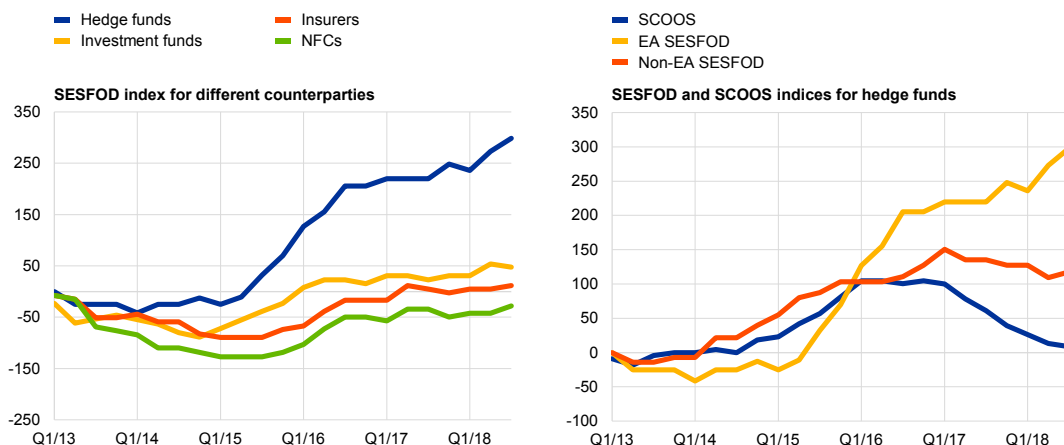 Hedge funds
Insurers
Investment funds
NFCs
SESFOD index for different counterparties
350
250
150
50
-50
-150
-250
Q1/13
Q1/14
Q1/15
Q1/16
Q1/17
Q1/18
SCOOS
EA SESFOD
Non-EA SESFOD
SESFOD and SCOOS indices for hedge funds
350
300
250
200
150
100
50
0
-50
-100
Q1/13
Q1/14
Q1/15
Q1/16
Q1/17
Q1/18